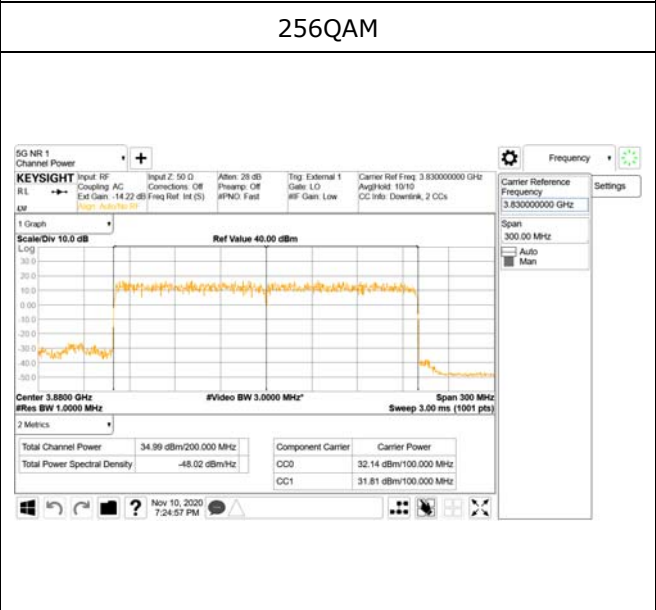 256QAM
5G NR 1
Channel Power
KEYSIGHT
RL
Input: RF
Coupling: AC
Ext Gain: -14.22 dB
Align: Auto/No RF
Input Z: 50 Ω
Corrections: Off
Freq Ref: Int (S)
Atten: 28 dB
Preamp: Off
#PNO: Fast
Trig: External 1
Gate: LO
#IF Gain: Low
Carrier Ref Freq: 3.830000000 GHz
Avg|Hold: 10/10
CC Info: Downlink, 2 CCs
1 Graph
Scale/Div 10.0 dB
Ref Value 40.00 dBm
Log
30.0
20.0
10.0
0.00
-10.0
-20.0
-30.0
-40.0
-50.0
Center 3.8800 GHz
#Video BW 3.0000 MHz*
Span 300 MHz
#Res BW 1.0000 MHz
Sweep 3.00 ms (1001 pts)
2 Metrics
Total Channel Power 34.99 dBm/200.000 MHz
Total Power Spectral Density -48.02 dBm/Hz
Component Carrier Carrier Power
CC0 32.14 dBm/100.000 MHz
CC1 31.81 dBm/100.000 MHz
Nov 10, 2020
7:24:57 PM
Frequency
Carrier Reference
Frequency
3.830000000 GHz
Span
300.00 MHz
Auto
Man
Settings